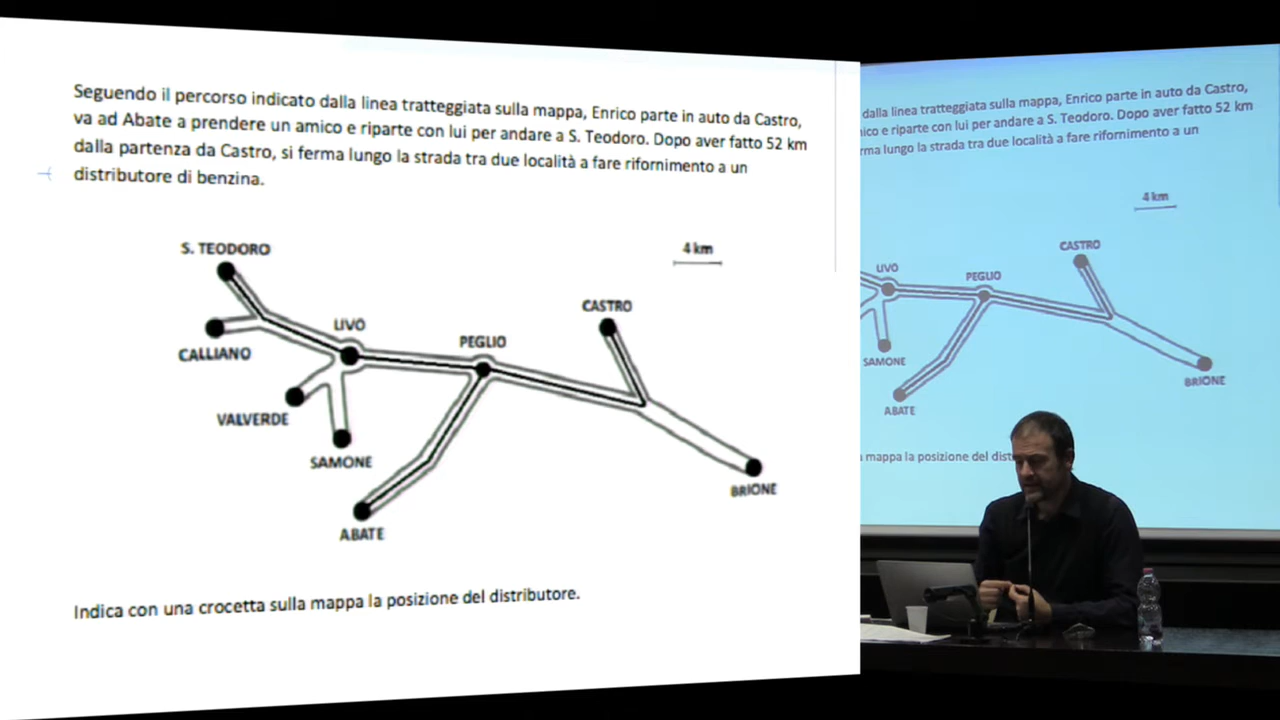 Seguendo il percorso indicato dalla linea tratteggiata sulla mappa, Enrico parte in auto da Castro,
va ad Abate a prendere un amico e riparte con lui per andare a S. Teodoro. Dopo aver fatto 52 km
dalla partenza da Castro, si ferma lungo la strada tra due località a fare rifornimento a un
distributore di benzina.
S. TEODORO
4 km
CASTRO
LIVO
PEGLIO
CALLIANO
VALVERDE
SAMONE
BRIONE
ABATE
Indica con una crocetta sulla mappa la posizione del distributore.
dalla linea tratteggiata sulla mappa, Enrico parte in auto da Castro,
ico e riparte con lui per andare a S. Teodoro. Dopo aver fatto 52 km
rma lungo la strada tra due località a fare rifornimento a un
4 km
CASTRO
LIVO
PEGLIO
SAMONE
BRIONE
ABATE
a mappa la posizione del dist